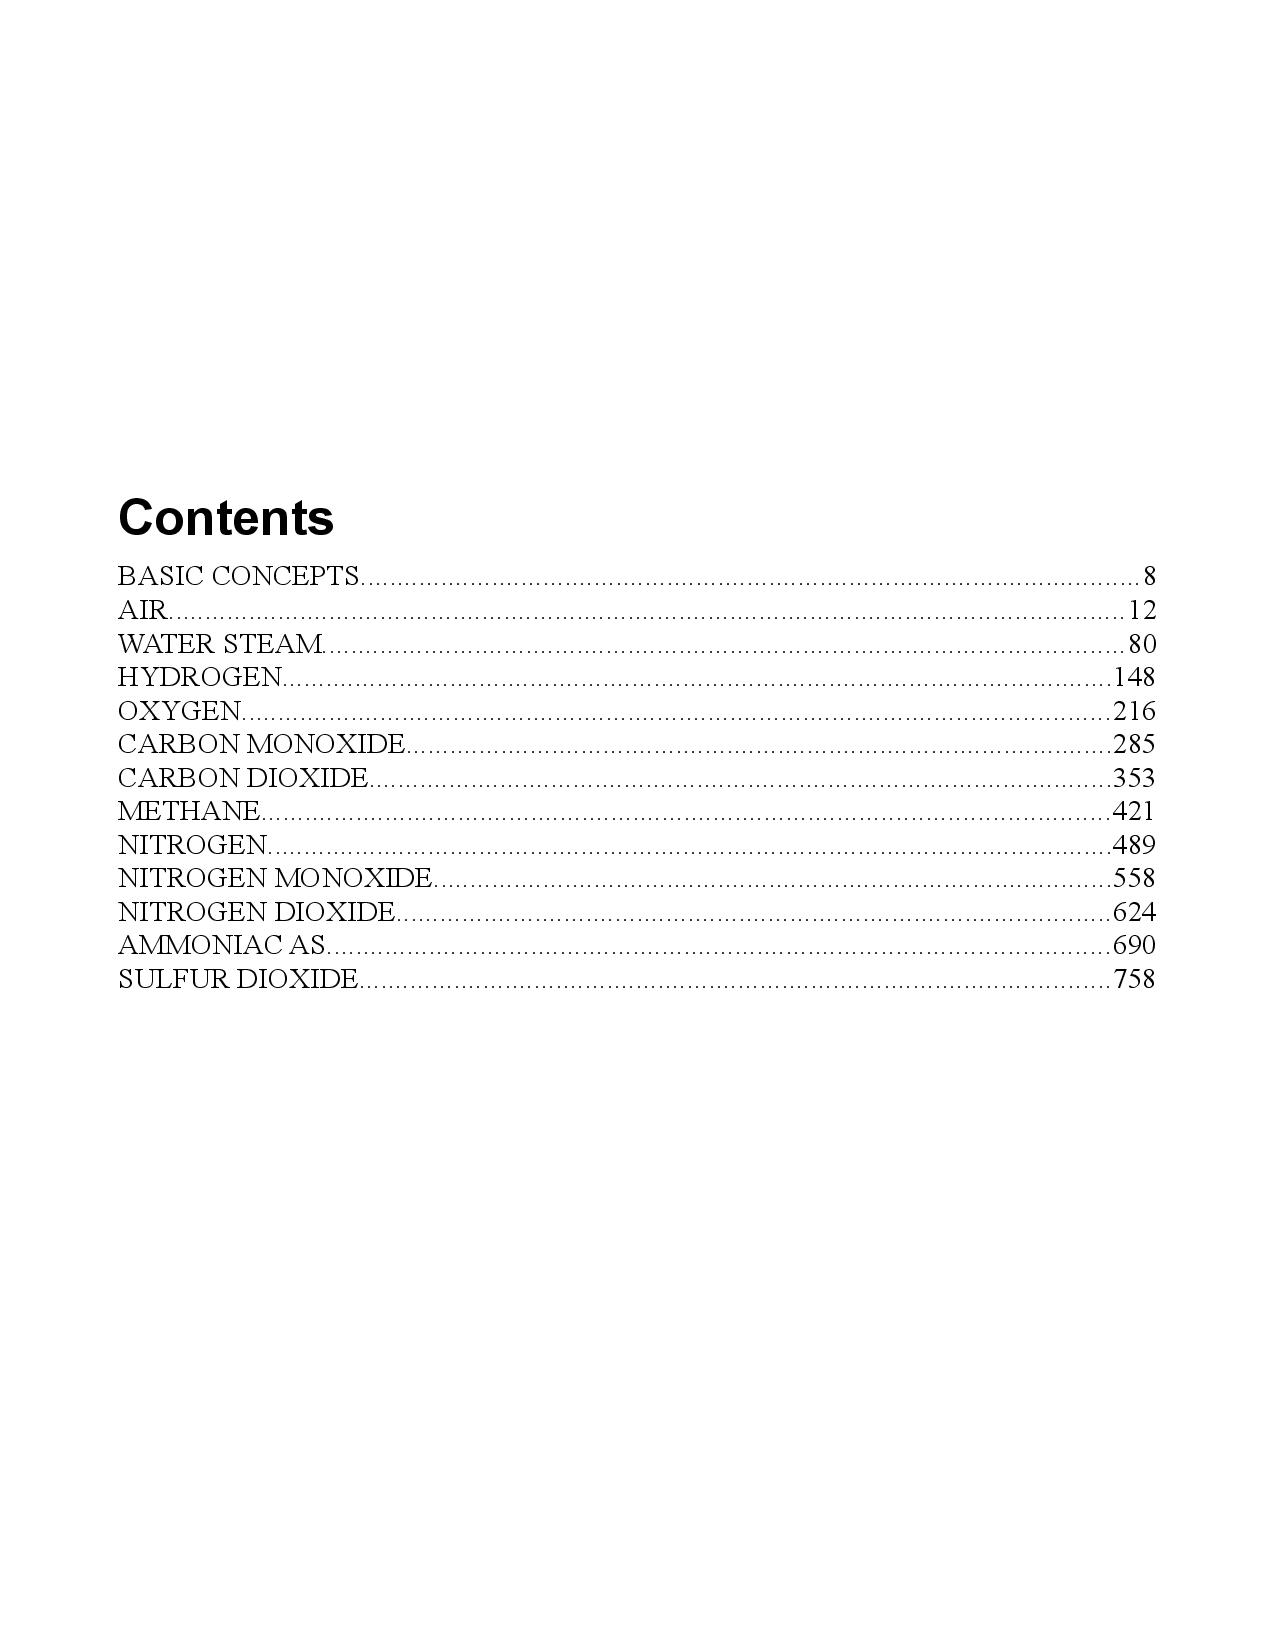 Contents
BASIC CONCEPTS........................................................................................................8
AIR........................................................................................................12
WATER STEAM........................................................................................................80
HYDROGEN........................................................................................................148
OXYGEN........................................................................................................216
CARBON MONOXIDE........................................................................................................285
CARBON DIOXIDE........................................................................................................353
METHANE........................................................................................................421
NITROGEN........................................................................................................489
NITROGEN MONOXIDE........................................................................................................558
NITROGEN DIOXIDE........................................................................................................624
AMMONIAC AS........................................................................................................690
SULFUR DIOXIDE........................................................................................................758